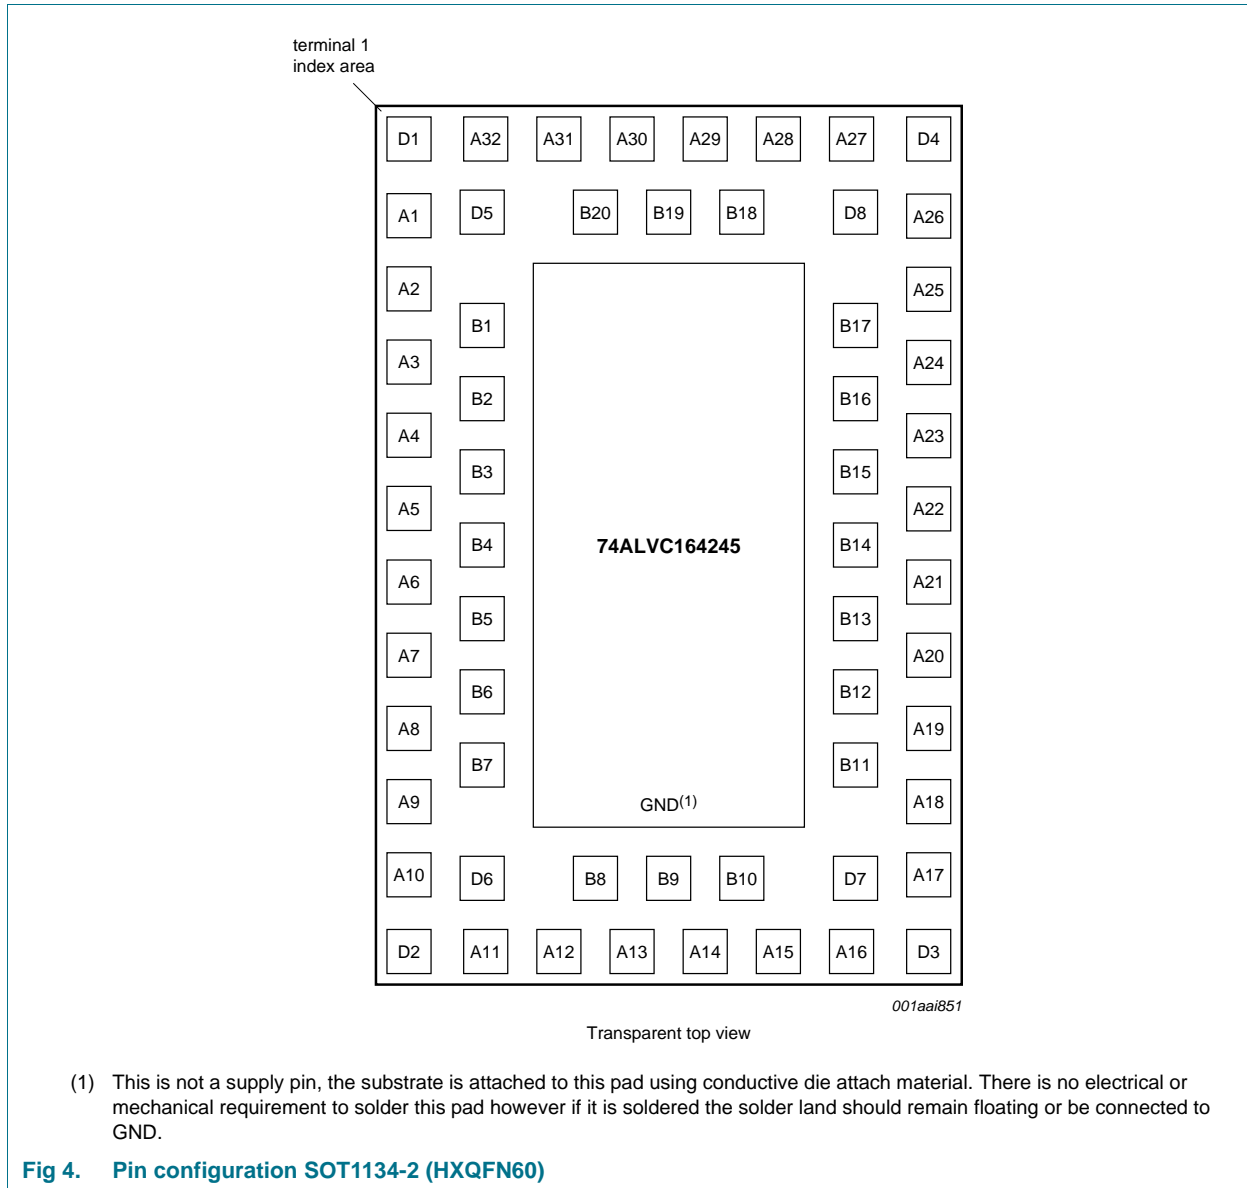 terminal 1
index area
D1 A32 A31 A30 A29 A28 A27 D4
A1 D5 B20 B19 B18 D8 A26
A2 A25
B1 B17
A3 A24
B2 B16
A4 A23
B3 B15
A5 A22
B4 74ALVC164245 B14
A6 A21
B5 B13
A7 A20
B6 B12
A8 A19
B7 B11
A9 GND(1) A18
A10 D6 B8 B9 B10 D7 A17
D2 A11 A12 A13 A14 A15 A16 D3
001aai851
Transparent top view
(1) This is not a supply pin, the substrate is attached to this pad using conductive die attach material. There is no electrical or
mechanical requirement to solder this pad however if it is soldered the solder land should remain floating or be connected to
GND.
Fig 4. Pin configuration SOT1134-2 (HXQFN60)